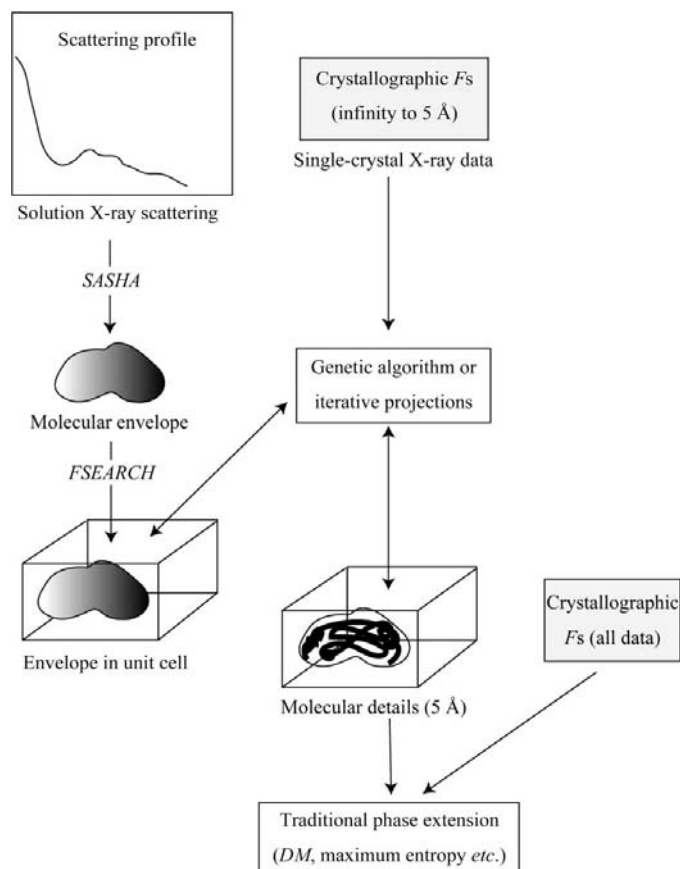 Scattering profile
Solution X-ray scattering
SASHA
Molecular envelope
FSEARCH
Envelope in unit cell
Crystallographic Fs
(infinity to 5 Å)
Single-crystal X-ray data
Genetic algorithm or
iterative projections
Molecular details (5 Å)
Crystallographic
Fs (all data)
Traditional phase extension
(DM, maximum entropy etc.)